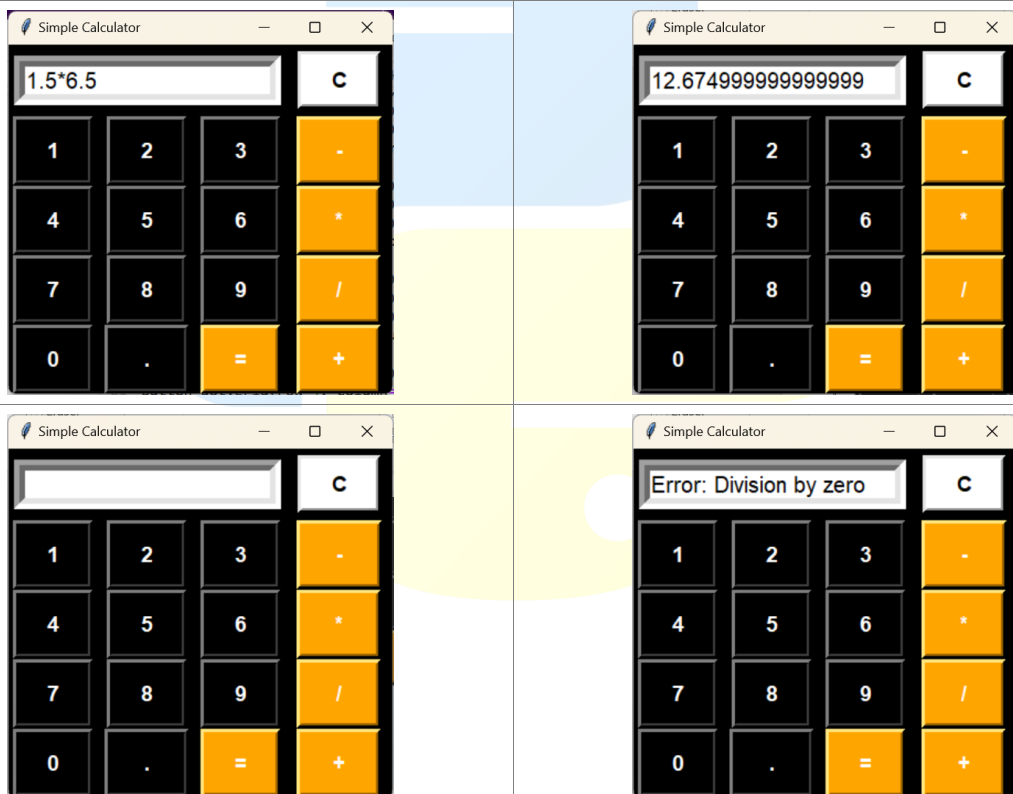 Simple Calculator
1.5*6.5 C
1 2 3 -
4 5 6 *
7 8 9 /
0 . = +
Simple Calculator
12.674999999999999 C
1 2 3 -
4 5 6 *
7 8 9 /
0 . = +
Simple Calculator
C
1 2 3 -
4 5 6 *
7 8 9 /
0 . = +
Simple Calculator
Error: Division by zero C
1 2 3 -
4 5 6 *
7 8 9 /
0 . = +